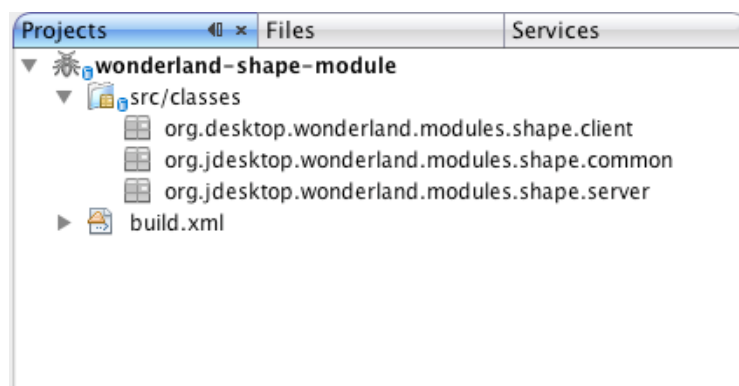 Projects Files Services
wonderland-shape-module
src/classes
org.desktop.wonderland.modules.shape.client
org.jdesktop.wonderland.modules.shape.common
org.jdesktop.wonderland.modules.shape.server
build.xml